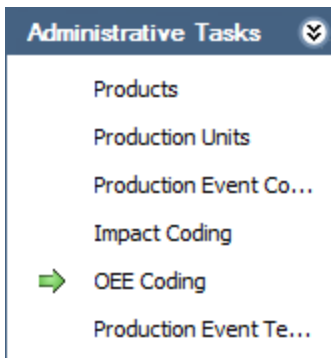 Administrative Tasks
Products
Production Units
Production Event Co...
Impact Coding
OEE Coding
Production Event Te...